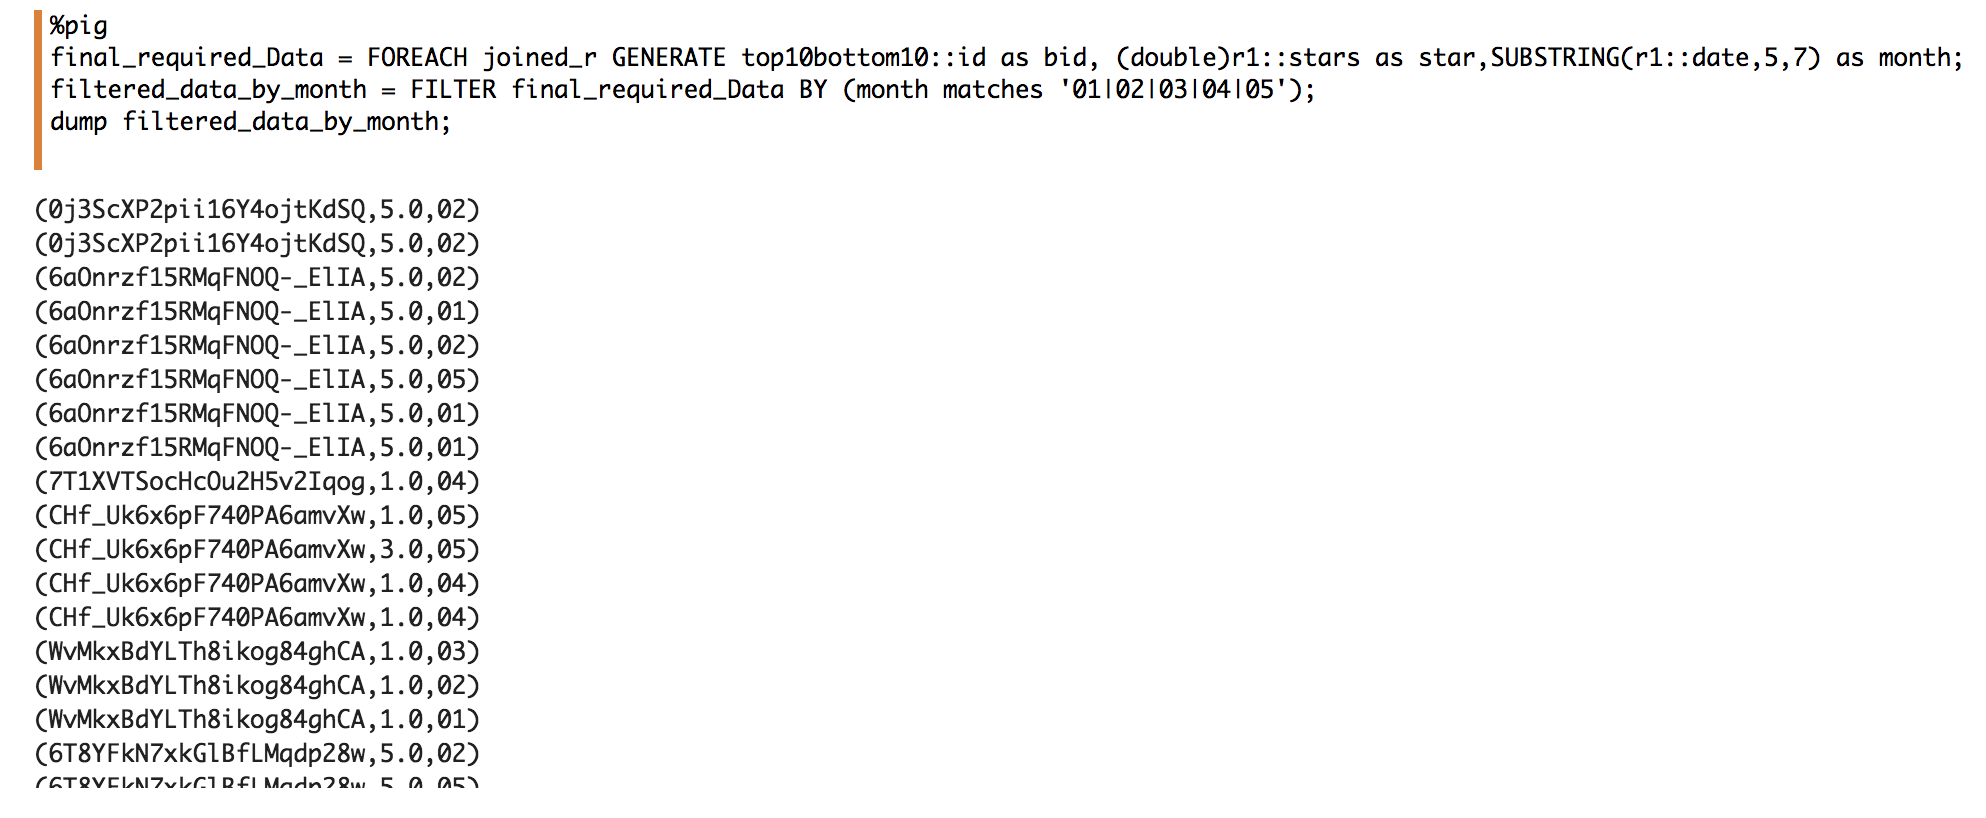 %pig
final_required_Data = FOREACH joined_r GENERATE top10bottom10::id as bid, (double)r1::stars as star,SUBSTRING(r1::date,5,7) as month;
filtered_data_by_month = FILTER final_required_Data BY (month matches '01|02|03|04|05');
dump filtered_data_by_month;
(0j3ScXP2pii16Y4ojtKdSQ,5.0,02)
(0j3ScXP2pii16Y4ojtKdSQ,5.0,02)
(6aOnrzf15RMqFNOQ-_ElIA,5.0,02)
(6aOnrzf15RMqFNOQ-_ElIA,5.0,01)
(6aOnrzf15RMqFNOQ-_ElIA,5.0,02)
(6aOnrzf15RMqFNOQ-_ElIA,5.0,05)
(6aOnrzf15RMqFNOQ-_ElIA,5.0,01)
(6aOnrzf15RMqFNOQ-_ElIA,5.0,01)
(7T1XVTSocHcOu2H5v2Iqog,1.0,04)
(CHf_Uk6x6pF740PA6amvXw,1.0,05)
(CHf_Uk6x6pF740PA6amvXw,3.0,05)
(CHf_Uk6x6pF740PA6amvXw,1.0,04)
(CHf_Uk6x6pF740PA6amvXw,1.0,04)
(WvMkxBdYLTh8ikog84ghCA,1.0,03)
(WvMkxBdYLTh8ikog84ghCA,1.0,02)
(WvMkxBdYLTh8ikog84ghCA,1.0,01)
(6T8YFkN7xkGlBfLMqdp28w,5.0,02)
(6T8YFkN7xkGlBfLMqdp28w,5.0,05)